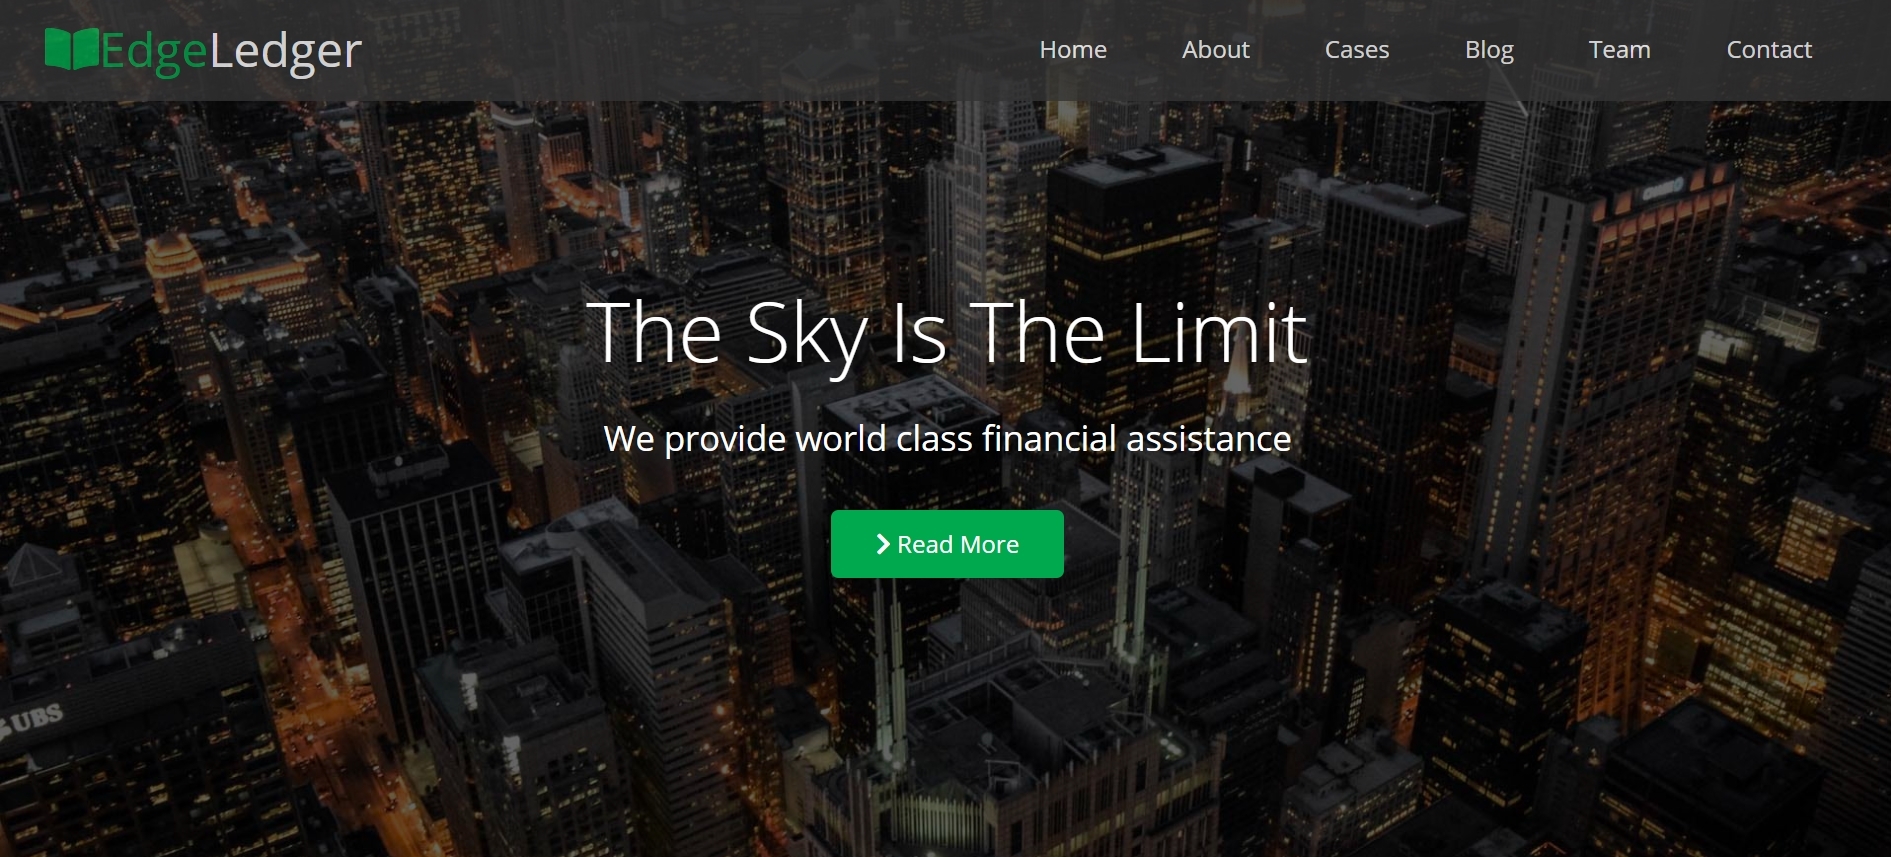 EdgeLedger
Home About Cases Blog Team Contact
The Sky Is The Limit
We provide world class financial assistance
Read More
UBS